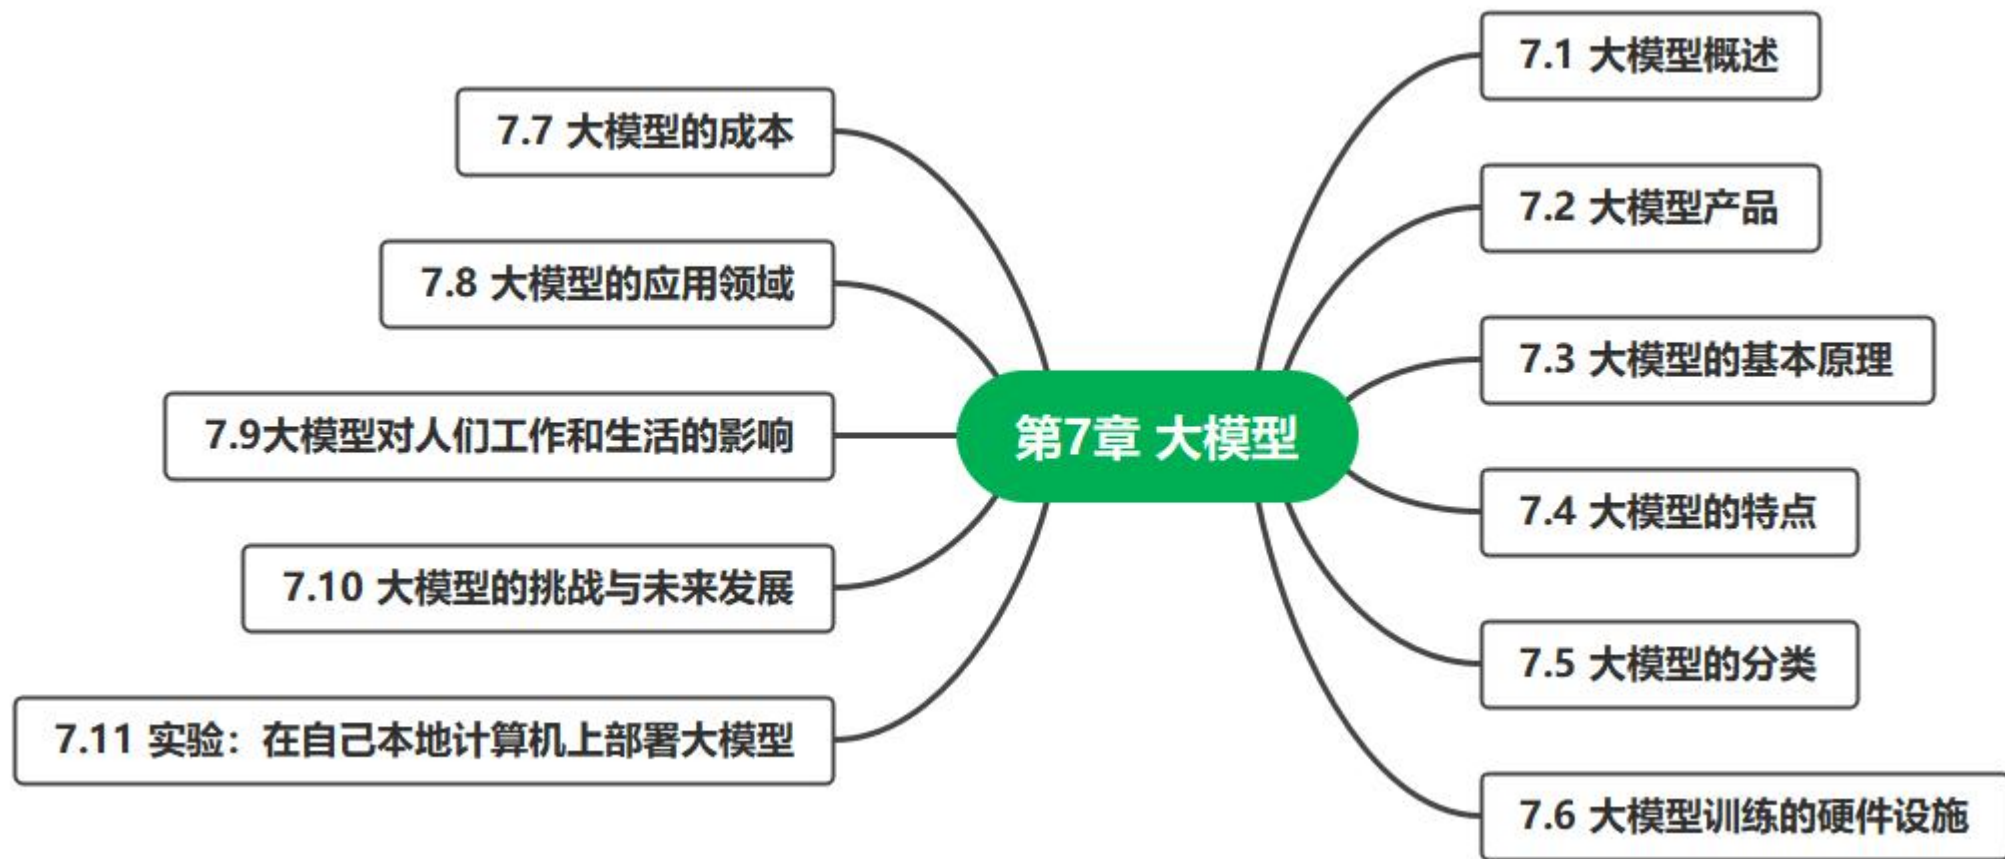 第7章 大模型
7.1 大模型概述
7.2 大模型产品
7.3 大模型的基本原理
7.4 大模型的特点
7.5 大模型的分类
7.6 大模型训练的硬件设施
7.7 大模型的成本
7.8 大模型的应用领域
7.9大模型对人们工作和生活的影响
7.10 大模型的挑战与未来发展
7.11 实验：在自己本地计算机上部署大模型